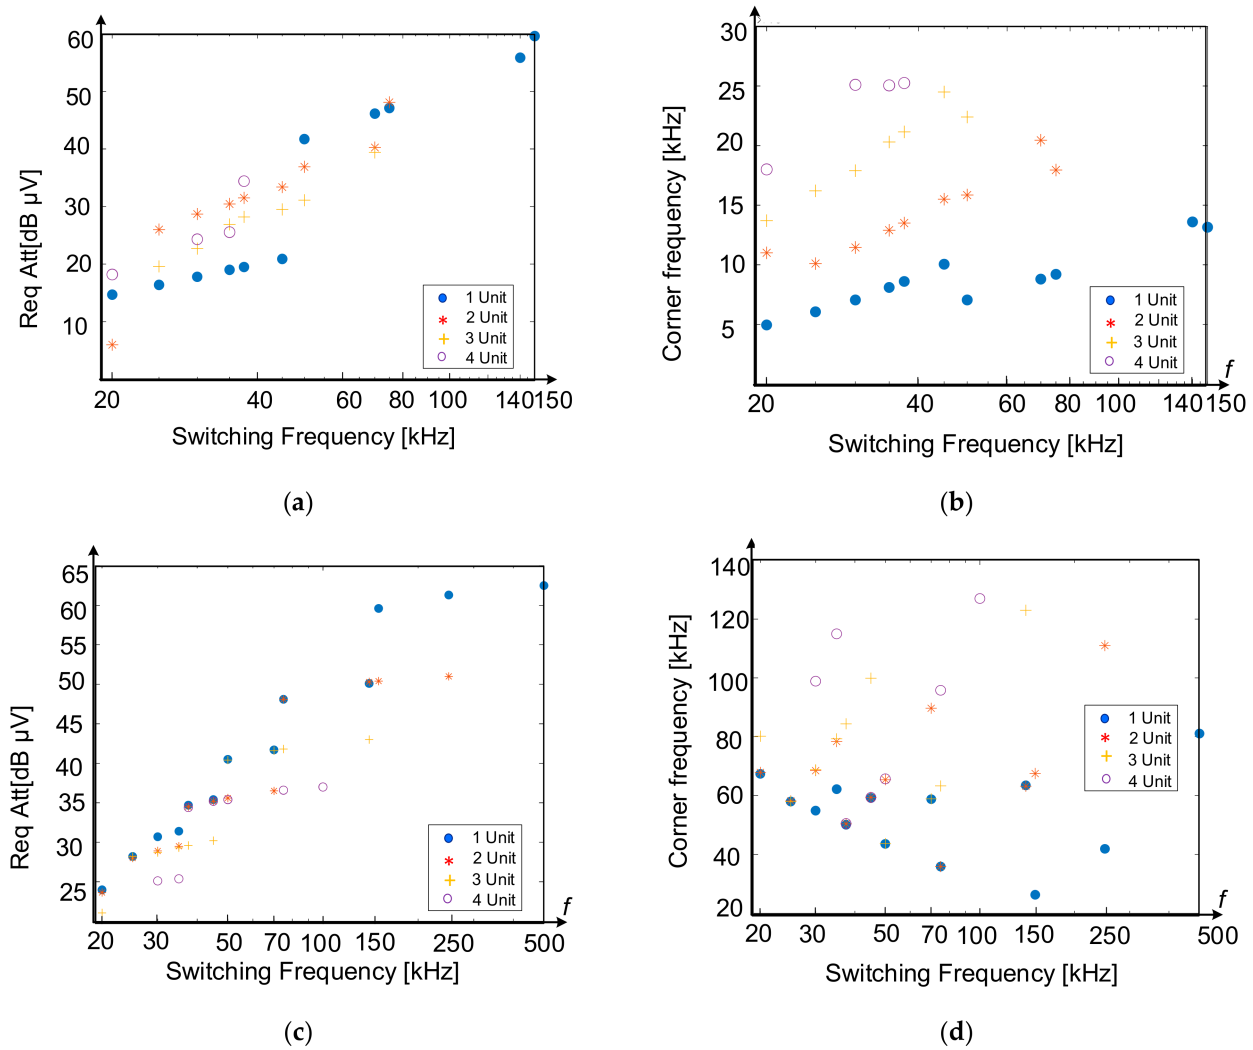 60
50
40
30
20
10
Req Att[dB µV]
1 Unit
2 Unit
3 Unit
4 Unit
20 40 60 80 100 140 150
Switching Frequency [kHz]
(a)
30
25
20
15
10
5
Corner frequency [kHz]
1 Unit
2 Unit
3 Unit
4 Unit
f
20 40 60 80 100 140 150
Switching Frequency [kHz]
(b)
65
60
55
50
45
40
35
30
25
Req Att[dB µV]
1 Unit
2 Unit
3 Unit
4 Unit
f
20 30 50 70 100 150 250 500
Switching Frequency [kHz]
(c)
140
120
100
80
60
40
20
Corner frequency [kHz]
1 Unit
2 Unit
3 Unit
4 Unit
f
20 30 50 70 100 150 250 500
Switching Frequency [kHz]
(d)